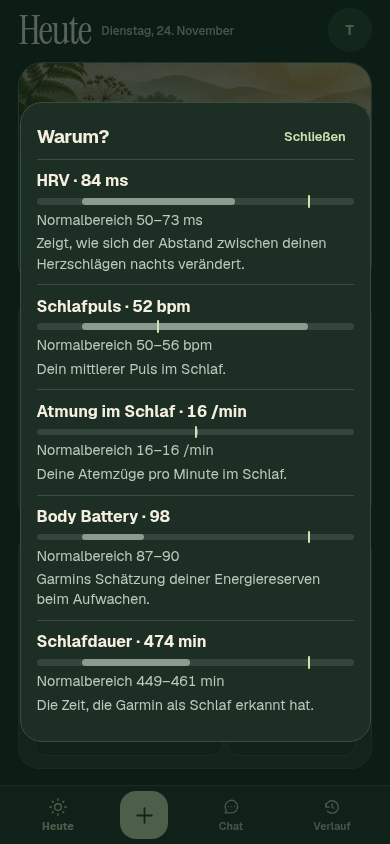 Heute Dienstag, 24. November T
Warum? Schließen
HRV · 84 ms
Normalbereich 50–73 ms
Zeigt, wie sich der Abstand zwischen deinen
Herzschlägen nachts verändert.
Schlafpuls · 52 bpm
Normalbereich 50–56 bpm
Dein mittlerer Puls im Schlaf.
Atmung im Schlaf · 16 /min
Normalbereich 16–16 /min
Deine Atemzüge pro Minute im Schlaf.
Body Battery · 98
Normalbereich 87–90
Garmins Schätzung deiner Energiereserven
beim Aufwachen.
Schlafdauer · 474 min
Normalbereich 449–461 min
Die Zeit, die Garmin als Schlaf erkannt hat.
Heute + Chat Verlauf